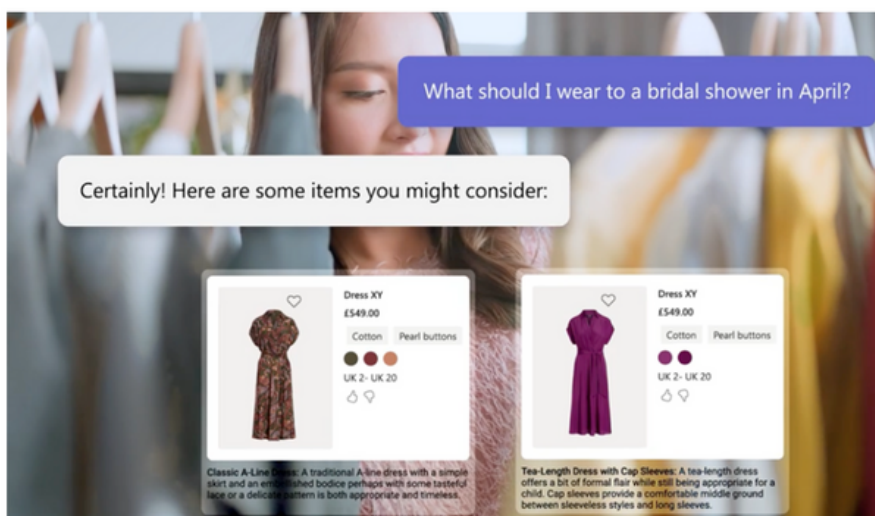 What should I wear to a bridal shower in April?
Certainly! Here are some items you might consider:
Dress XY
£549.00
Cotton Pearl buttons
UK 2- UK 20
Classic A-Line Dress: A traditional A-line dress with a simple
skirt and an embellished bodice perhaps with some tasteful
lace or a delicate pattern is both appropriate and timeless.
Dress XY
£549.00
Cotton Pearl buttons
UK 2- UK 20
Tea-Length Dress with Cap Sleeves: A tea-length dress
offers a bit of formal flair while still being appropriate for a
child. Cap sleeves provide a comfortable middle ground
between sleeveless styles and long sleeves.